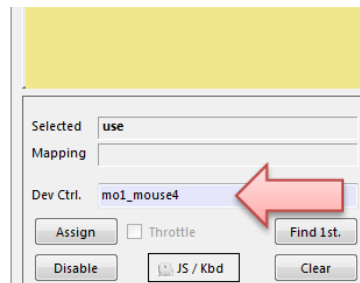 Selected use
Mapping
Dev Ctrl. mo1_mouse4
Assign Throttle Find 1st.
Disable JS / Kbd Clear